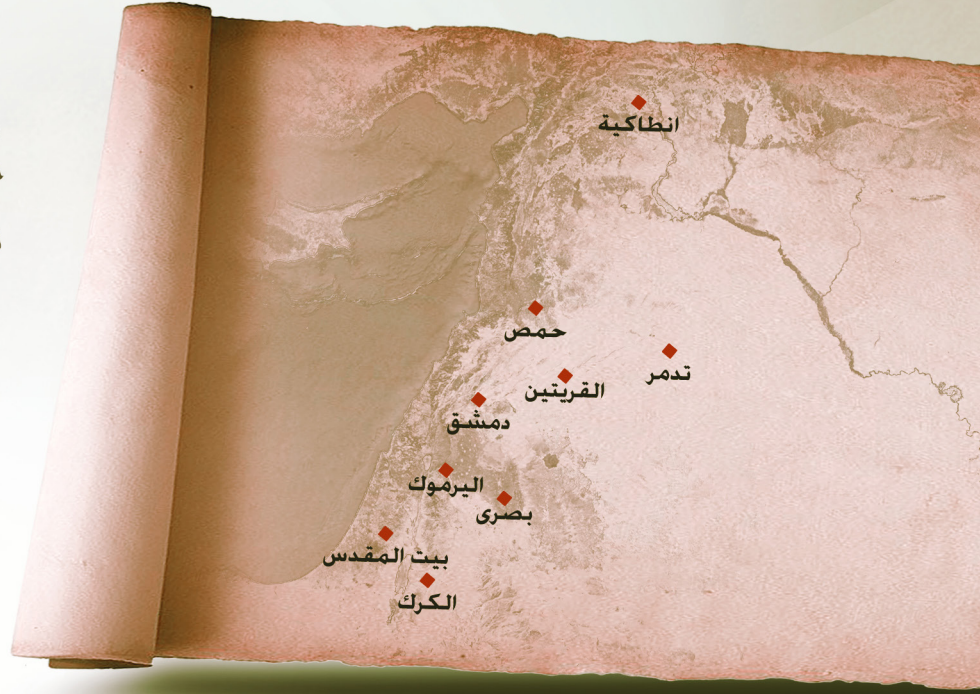 انطاكية
حمص
تدمر
القريتين
دمشق
اليرموك
بصرى
بيت المقدس
الكرك